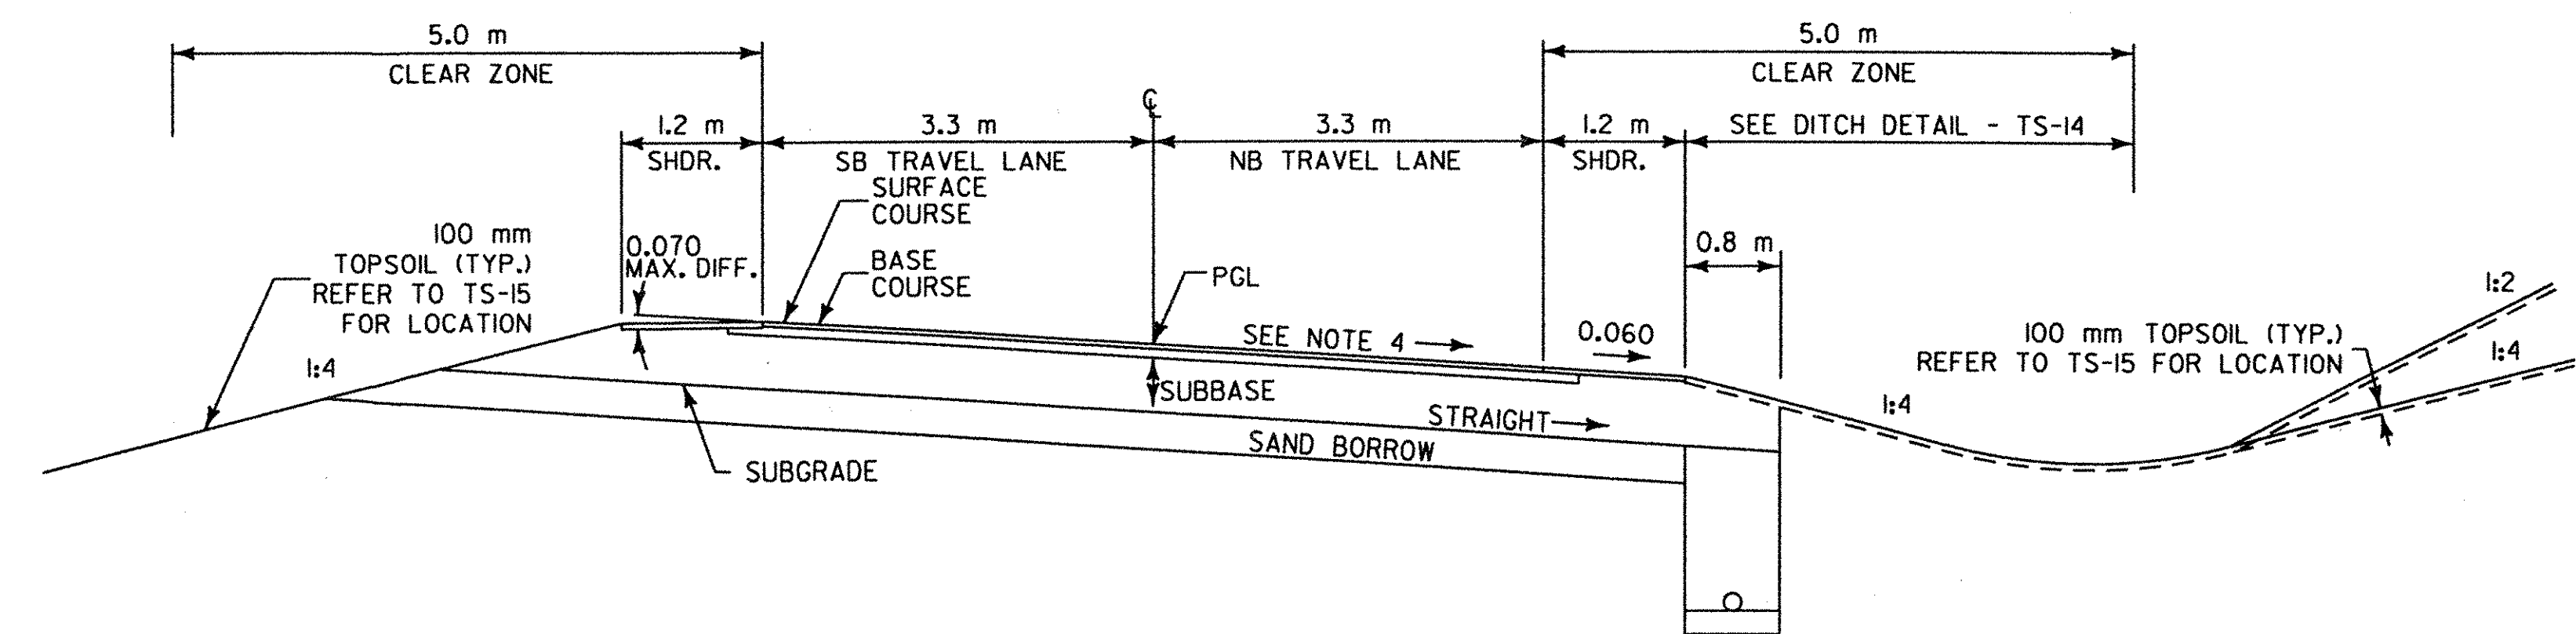 5.0 m
CLEAR ZONE
5.0 m
CLEAR ZONE
℄
1.2 m
SHDR.
3.3 m
SB TRAVEL LANE
3.3 m
NB TRAVEL LANE
1.2 m
SHDR.
SEE DITCH DETAIL - TS-14
SURFACE
COURSE
BASE
COURSE
100 mm
TOPSOIL (TYP.)
REFER TO TS-15
FOR LOCATION
0.070
MAX. DIFF.
PGL
0.8 m
SEE NOTE 4
0.060
1:2
1:4
100 mm TOPSOIL (TYP.)
REFER TO TS-15 FOR LOCATION
1:4
SUBBASE
1:4
STRAIGHT
SAND BORROW
SUBGRADE